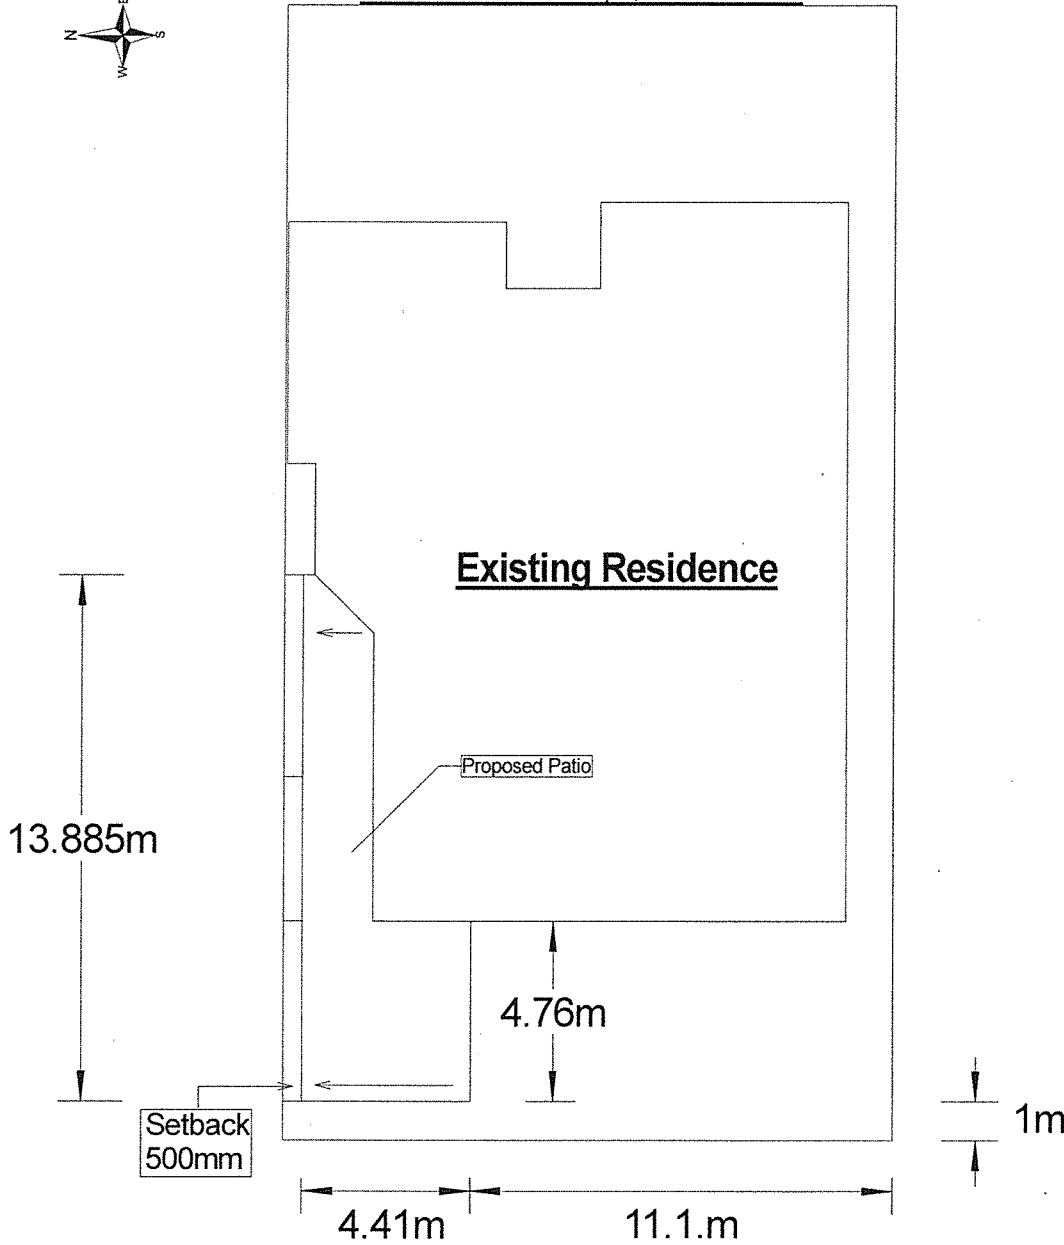 E
N
S
W
Existing Residence
Proposed Patio
13.885m
4.76m
Setback
500mm
1m
4.41m
11.1.m